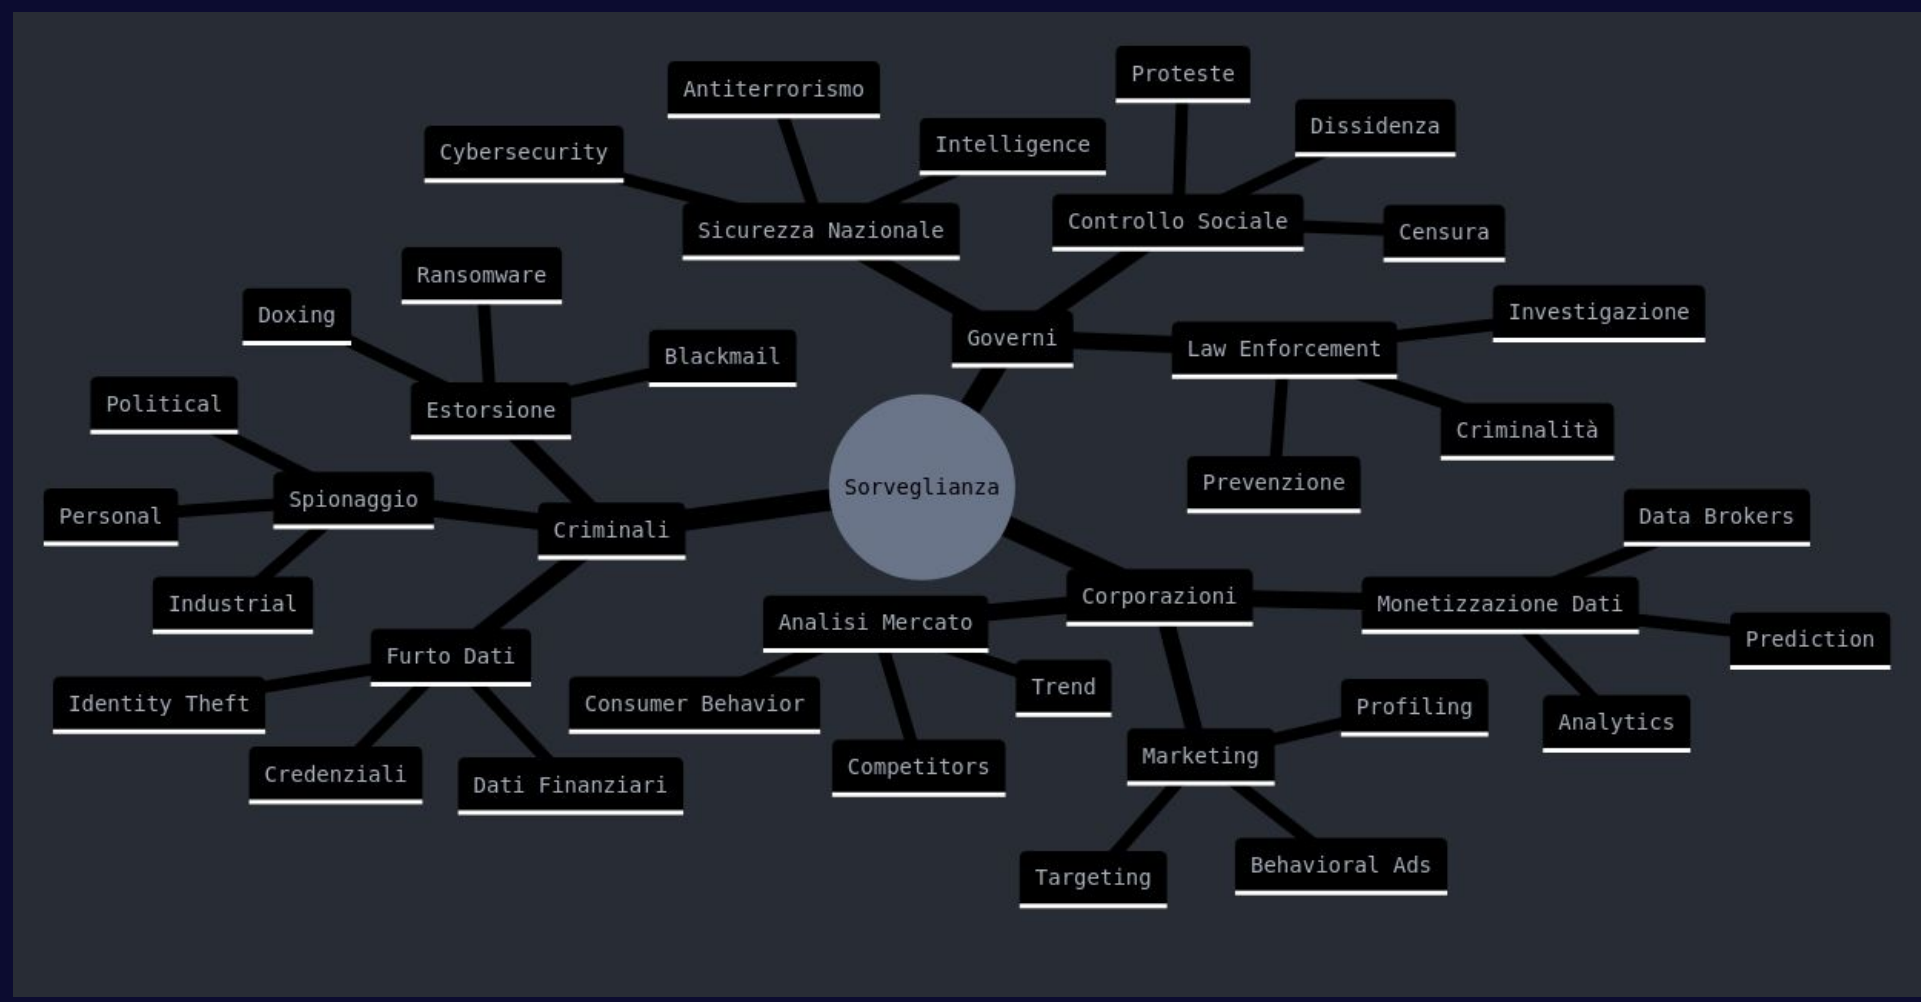 Proteste
Antiterrorismo
Dissidenza
Intelligence
Cybersecurity
Controllo Sociale
Sicurezza Nazionale
Censura
Ransomware
Investigazione
Doxing
Governi
Law Enforcement
Blackmail
Political
Estorsione
Criminalità
Prevenzione
Sorveglianza
Spionaggio
Personal
Data Brokers
Criminali
Corporazioni
Industrial
Monetizzazione Dati
Analisi Mercato
Prediction
Furto Dati
Trend
Identity Theft
Consumer Behavior
Profiling
Analytics
Marketing
Competitors
Credenziali
Dati Finanziari
Behavioral Ads
Targeting